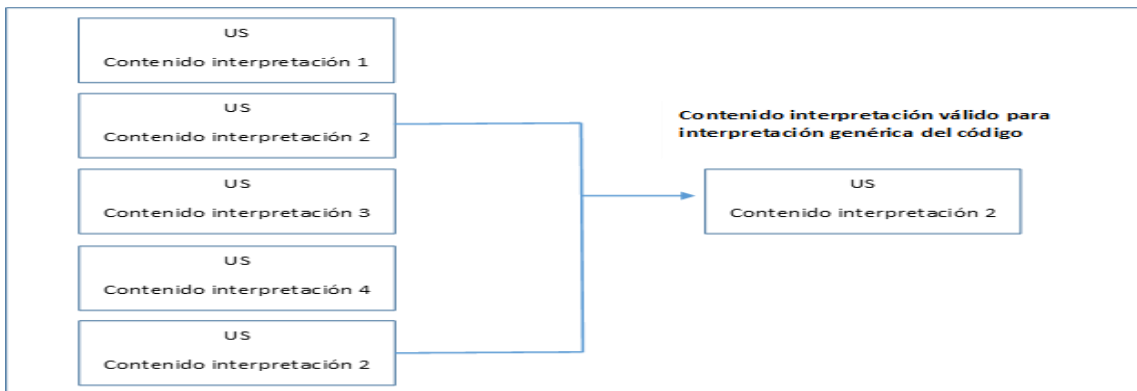 US
Contenido interpretación 1
US
Contenido interpretación 2
US
Contenido interpretación 3
US
Contenido interpretación 4
US
Contenido interpretación 2
Contenido interpretación válido para
interpretación genérica del código
US
Contenido interpretación 2